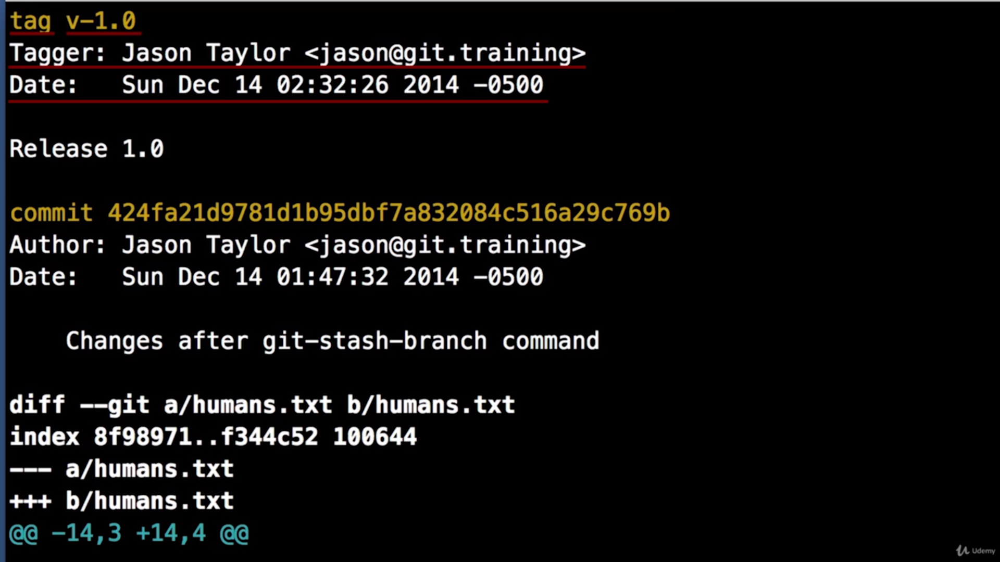 tag v-1.0
Tagger: Jason Taylor <jason@git.training>
Date:   Sun Dec 14 02:32:26 2014 -0500
Release 1.0
commit 424fa21d9781d1b95dbf7a832084c516a29c769b
Author: Jason Taylor <jason@git.training>
Date:   Sun Dec 14 01:47:32 2014 -0500
    Changes after git-stash-branch command
diff --git a/humans.txt b/humans.txt
index 8f98971..f344c52 100644
--- a/humans.txt
+++ b/humans.txt
@@ -14,3 +14,4 @@
Udemy